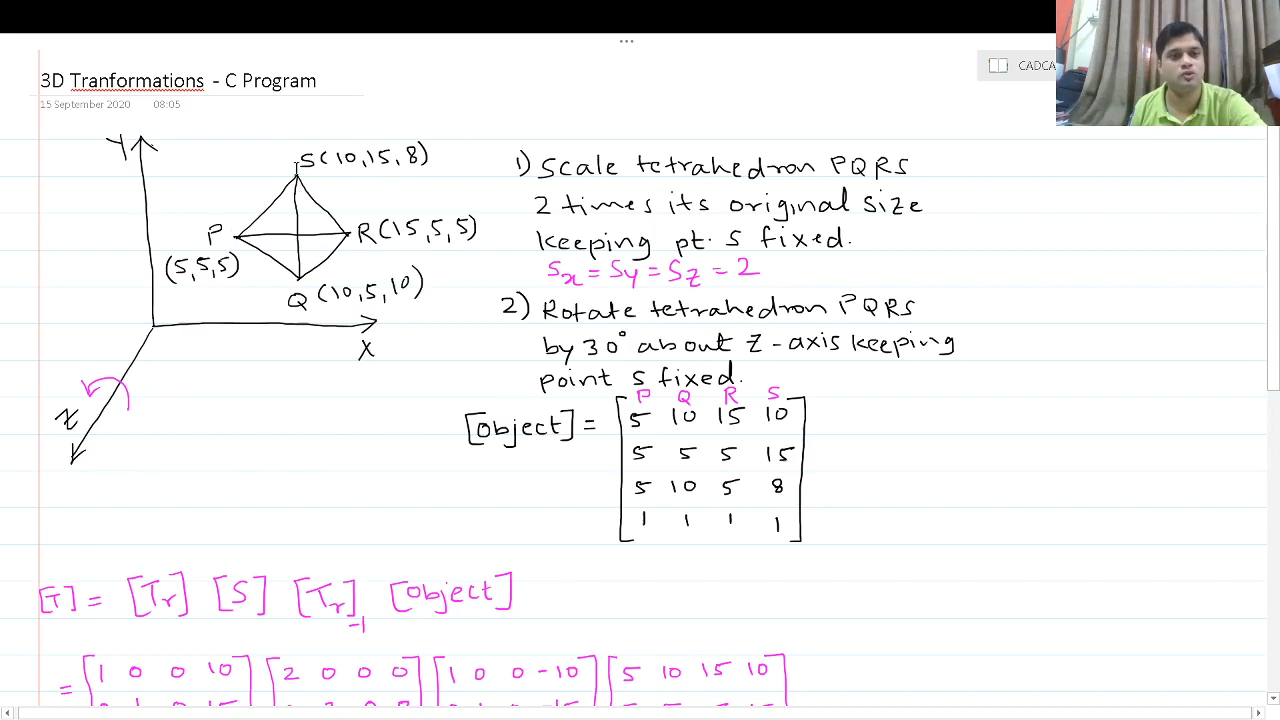 3D Tranformations - C Program
15 September 2020 08:05
CADCA
Y
S(10,15,8)
P
(5,5,5)
R(15,5,5)
Q(10,5,10)
X
Z
1) Scale tetrahedron PQRS
2 times its original size
keeping pt. S fixed.
Sx = Sy = Sz = 2
2) Rotate tetrahedron PQRS
by 30° about Z-axis keeping
point S fixed.
P Q R S
[object] = 5 10 15 10
5 5 5 15
5 10 5 8
1 1 1 1
[T] = [Tr] [S] [Tr]-1 [object]
= 1 0 0 10 2 0 0 0 1 0 0 -10 5 10 15 10